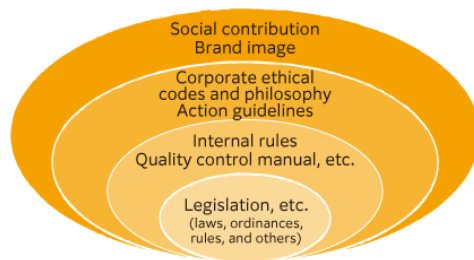 Social contribution
Brand image
Corporate ethical
codes and philosophy
Action guidelines
Internal rules
Quality control manual, etc.
Legislation, etc.
(laws, ordinances,
rules, and others)